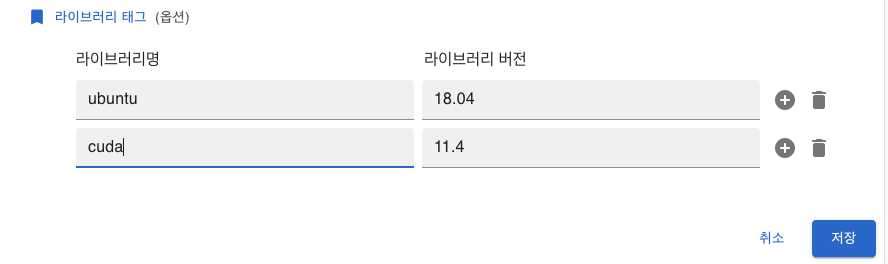 라이브러리 태그 (옵션)
라이브러리명 라이브러리 버전
ubuntu 18.04
cuda 11.4
취소 저장